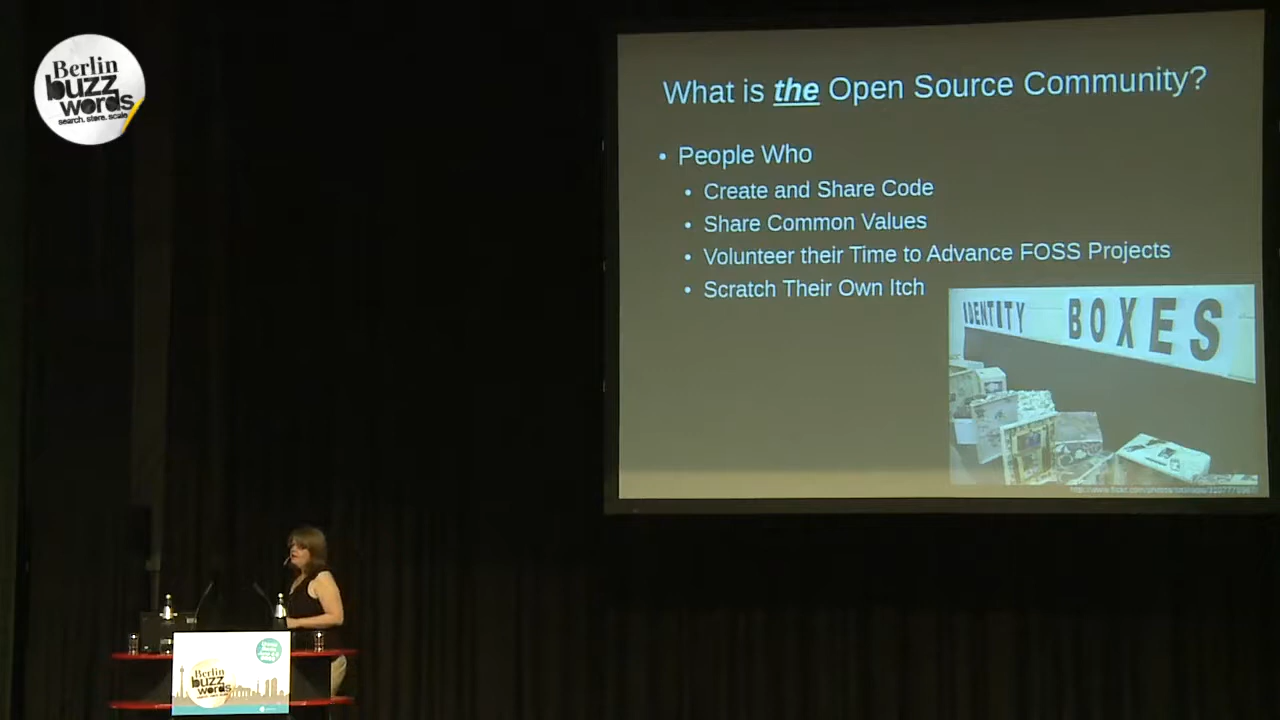 Berlin
buzz
words
search. store. scale
What is the Open Source Community?
• People Who
• Create and Share Code
• Share Common Values
• Volunteer their Time to Advance FOSS Projects
• Scratch Their Own Itch
IDENTITY BOXES
Berlin
buzz
words